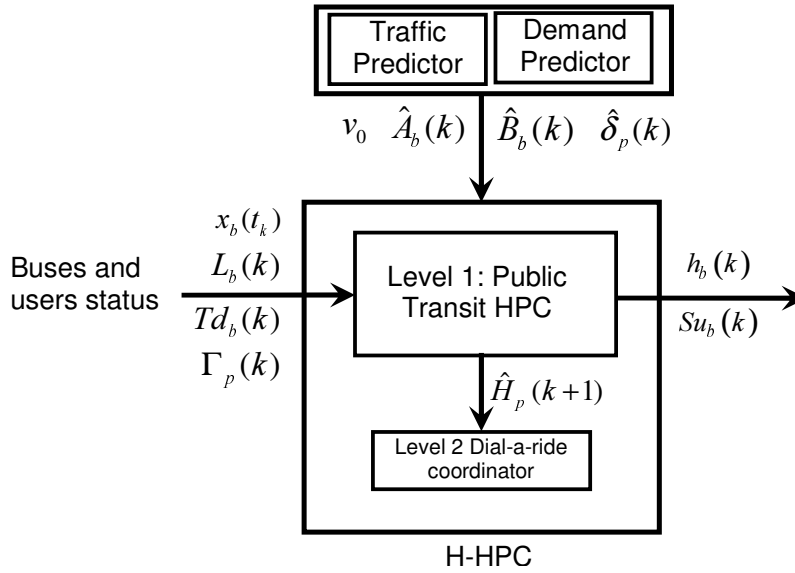 Traffic
Predictor
Demand
Predictor
v₀ Â_b(k) B̂_b(k) δ̂_p(k)
Buses and
users status
x_b(t_k)
L_b(k)
Td_b(k)
Γ_p(k)
Level 1: Public
Transit HPC
h_b(k)
Su_b(k)
Ĥ_p(k+1)
Level 2 Dial-a-ride
coordinator
H-HPC